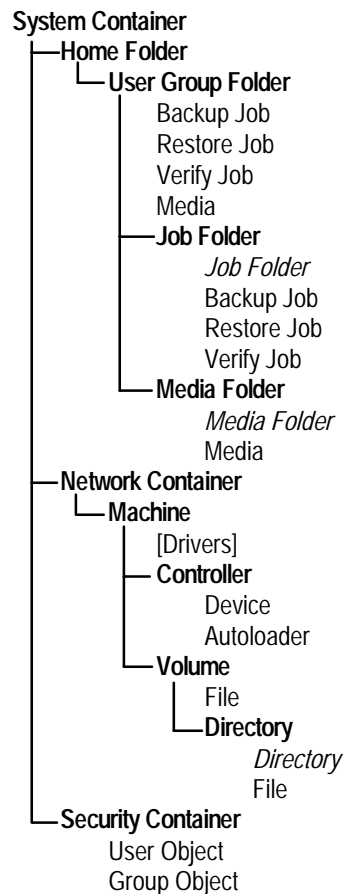 System Container
Home Folder
User Group Folder
Backup Job
Restore Job
Verify Job
Media
Job Folder
Job Folder
Backup Job
Restore Job
Verify Job
Media Folder
Media Folder
Media
Network Container
Machine
[Drivers]
Controller
Device
Autoloader
Volume
File
Directory
Directory
File
Security Container
User Object
Group Object